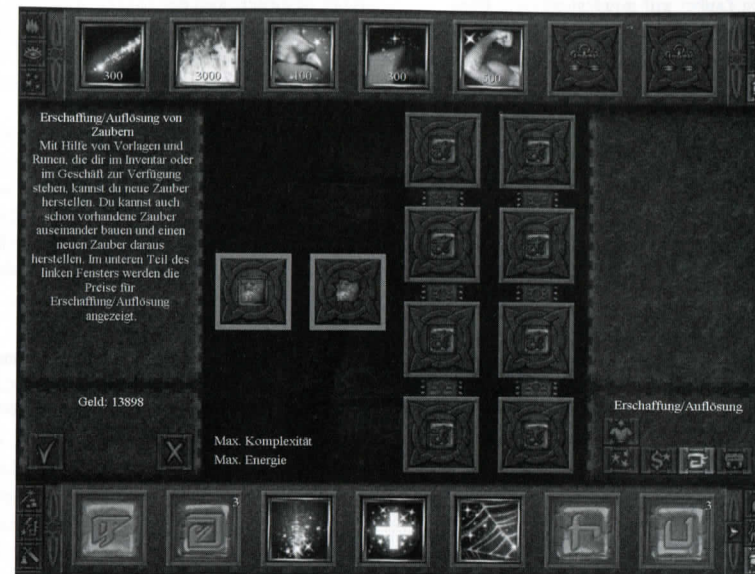 300
3000
100
300
500
Erschaffung/Auflösung von
Zaubern
Mit Hilfe von Vorlagen und
Runen, die dir im Inventar oder
im Geschäft zur Verfügung
stehen, kannst du neue Zauber
herstellen. Du kannst auch
schon vorhandene Zauber
auseinander bauen und einen
neuen Zauber daraus
herstellen. Im unteren Teil des
linken Fensters werden die
Preise für
Erschaffung/Auflösung
angezeigt.
Geld: 13898
Max. Komplexität
Max. Energie
Erschaffung/Auflösung
3
3